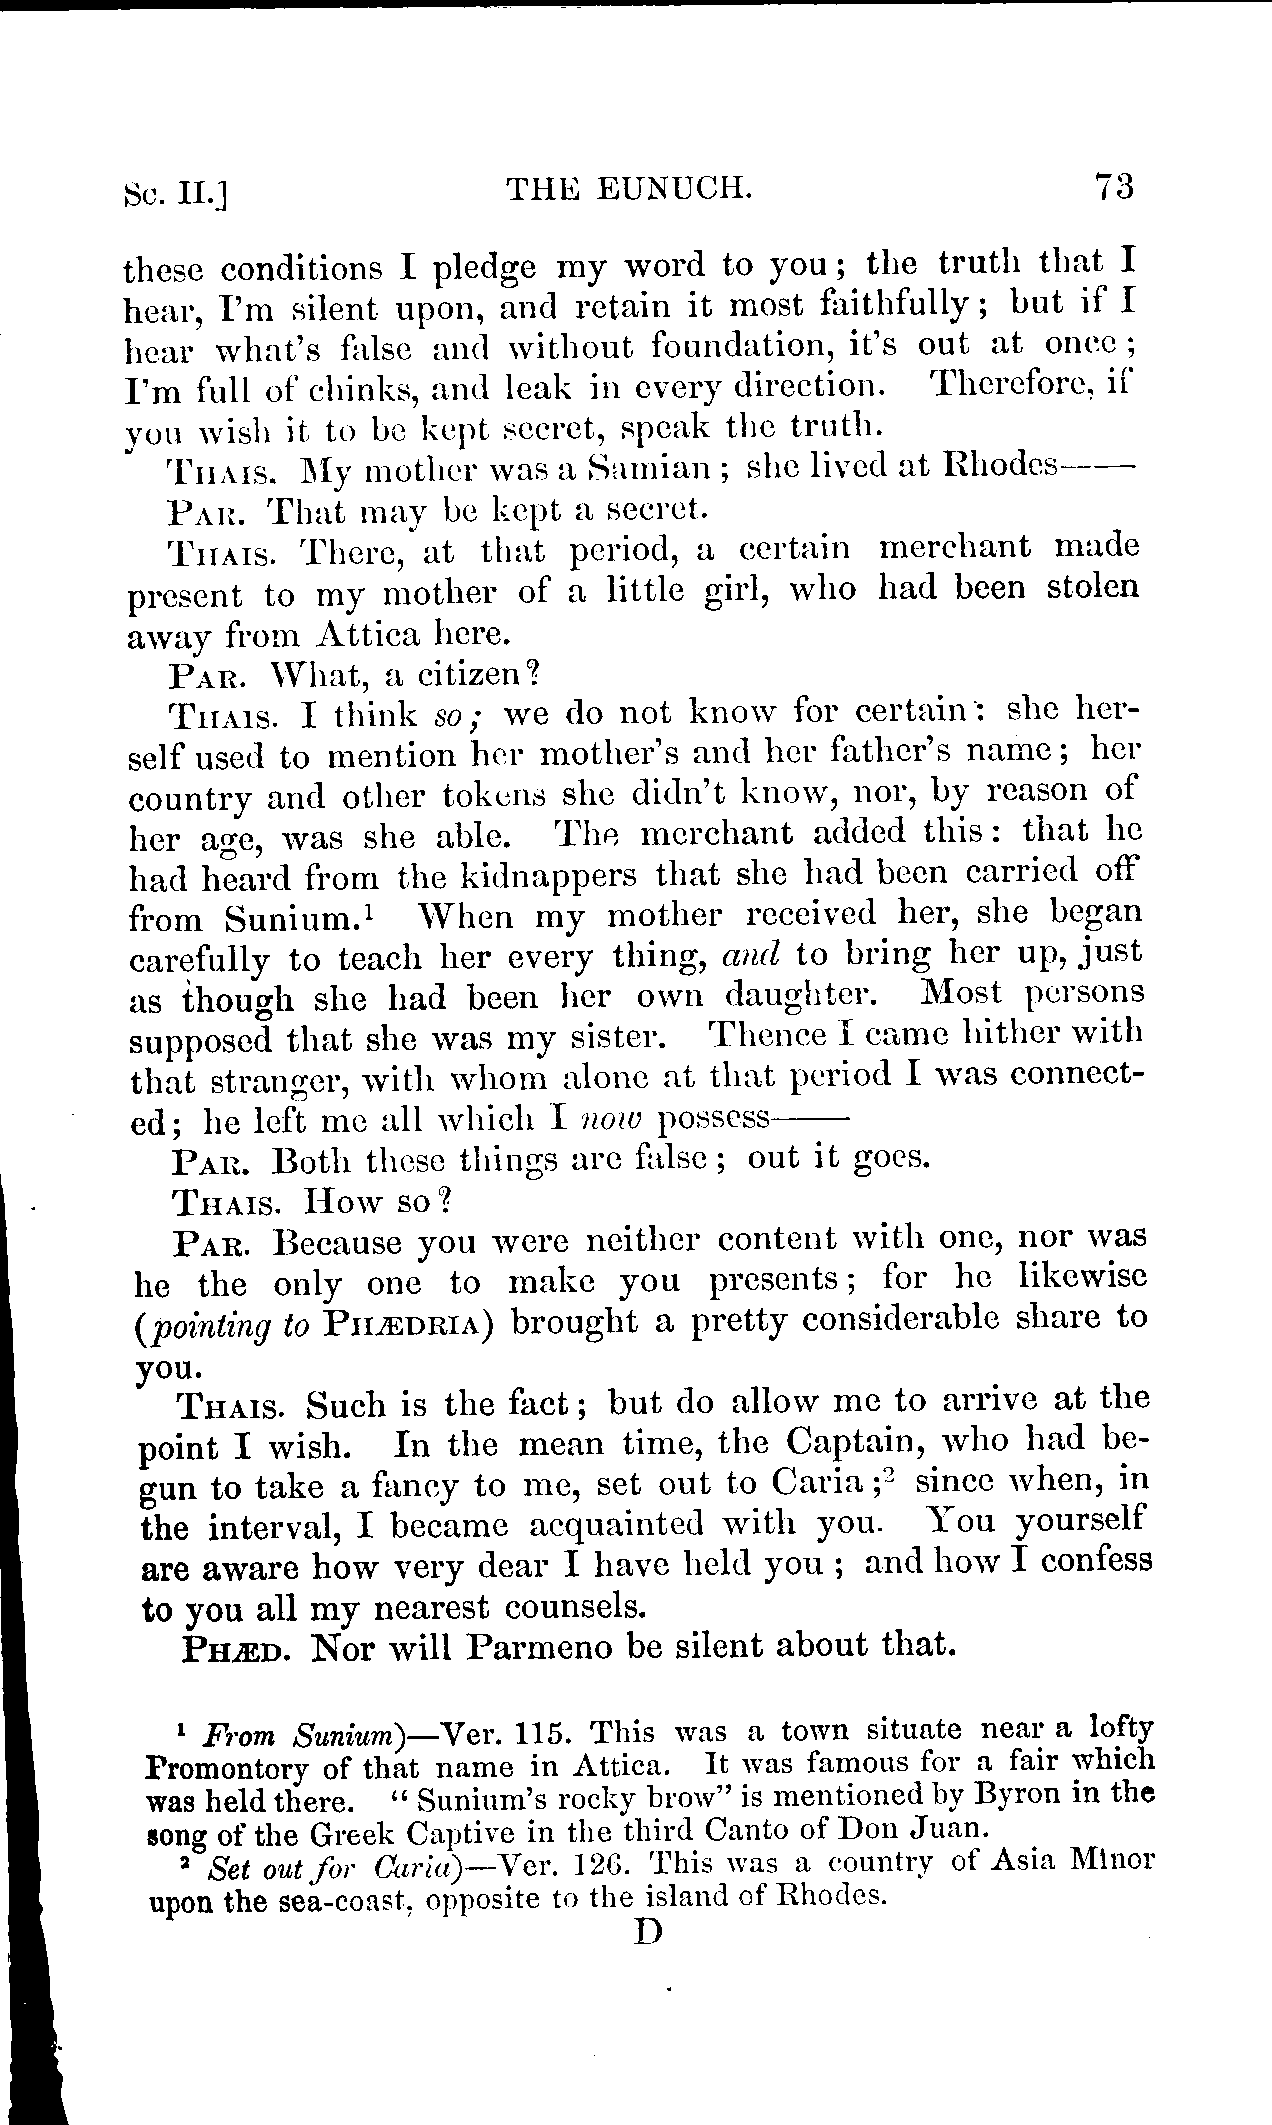 Sc. II.] THE EUNUCH. 73
these conditions I pledge my word to you; the truth that I
hear, I'm silent upon, and retain it most faithfully; but if I
hear what's false and without foundation, it's out at once;
I'm full of chinks, and leak in every direction. Therefore, if
you wish it to be kept secret, speak the truth.
THAIS. My mother was a Samian; she lived at Rhodes——
PAR. That may be kept a secret.
THAIS. There, at that period, a certain merchant made
present to my mother of a little girl, who had been stolen
away from Attica here.
PAR. What, a citizen?
THAIS. I think so; we do not know for certain: she her-
self used to mention her mother's and her father's name; her
country and other tokens she didn't know, nor, by reason of
her age, was she able. The merchant added this: that he
had heard from the kidnappers that she had been carried off
from Sunium.¹ When my mother received her, she began
carefully to teach her every thing, and to bring her up, just
as though she had been her own daughter. Most persons
supposed that she was my sister. Thence I came hither with
that stranger, with whom alone at that period I was connect-
ed; he left me all which I now possess——
PAR. Both these things are false; out it goes.
THAIS. How so?
PAR. Because you were neither content with one, nor was
he the only one to make you presents; for he likewise
(pointing to PHÆDRIA) brought a pretty considerable share to
you.
THAIS. Such is the fact; but do allow me to arrive at the
point I wish. In the mean time, the Captain, who had be-
gun to take a fancy to me, set out to Caria;² since when, in
the interval, I became acquainted with you. You yourself
are aware how very dear I have held you; and how I confess
to you all my nearest counsels.
PHÆD. Nor will Parmeno be silent about that.
¹ From Sunium)—Ver. 115. This was a town situate near a lofty
Promontory of that name in Attica. It was famous for a fair which
was held there. "Sunium's rocky brow" is mentioned by Byron in the
song of the Greek Captive in the third Canto of Don Juan.
² Set out for Caria)—Ver. 126. This was a country of Asia Minor
upon the sea-coast, opposite to the island of Rhodes.
D